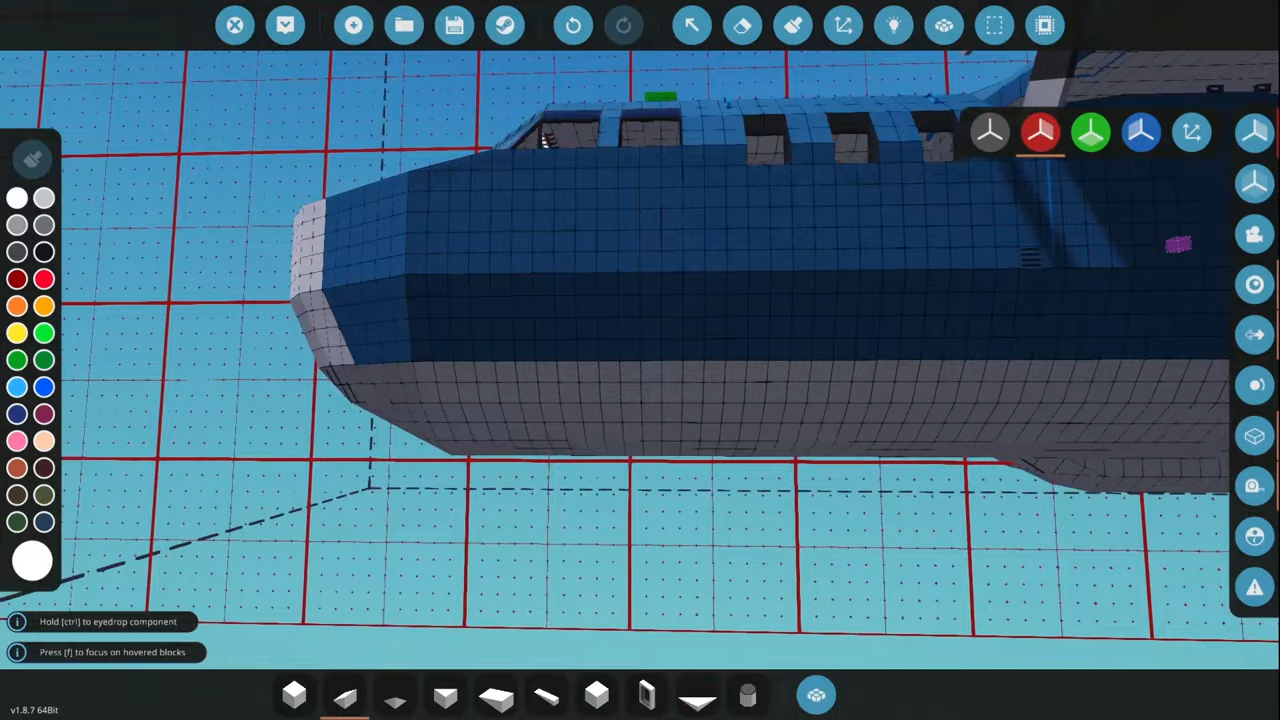 Hold [ctrl] to eyedrop component
Press [f] to focus on hovered blocks
v1.8.7 64Bit